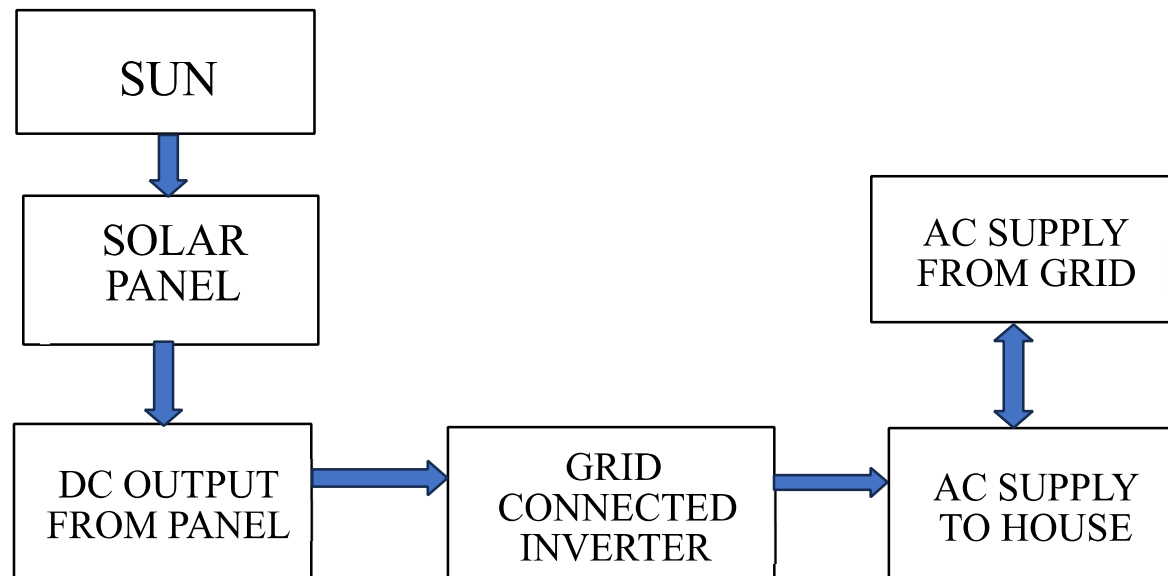 SUN
SOLAR
PANEL
DC OUTPUT
FROM PANEL
GRID
CONNECTED
INVERTER
AC SUPPLY
FROM GRID
AC SUPPLY
TO HOUSE